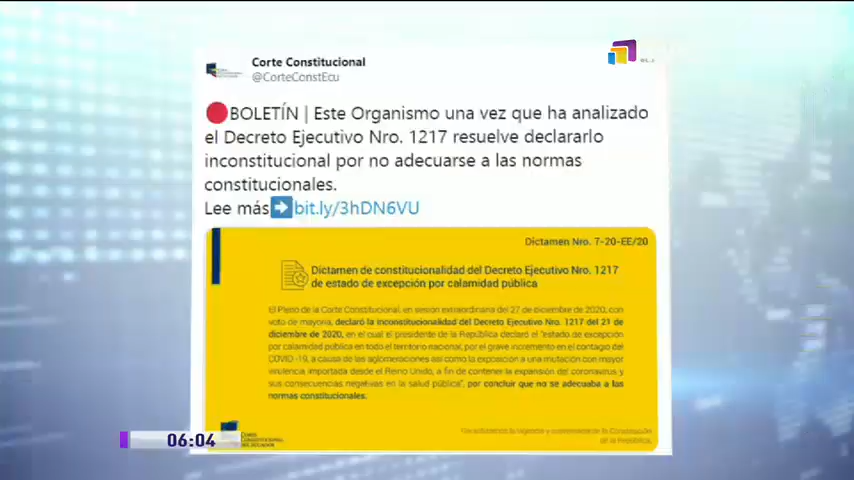 Corte Constitucional
@CorteConstEcu
🔴BOLETÍN | Este Organismo una vez que ha analizado
el Decreto Ejecutivo Nro. 1217 resuelve declararlo
inconstitucional por no adecuarse a las normas
constitucionales.
Lee más➡bit.ly/3hDN6VU
Dictamen Nro. 7-20-EE/20
Dictamen de constitucionalidad del Decreto Ejecutivo Nro. 1217
de estado de excepción por calamidad pública
El Pleno de la Corte Constitucional, en sesión extraordinaria del 27 de diciembre de 2020, con
voto de mayoría, declaró la inconstitucionalidad del Decreto Ejecutivo Nro. 1217 del 21 de
diciembre de 2020, en el cual el presidente de la República declaró el "estado de excepción
por calamidad pública en todo el territorio nacional, por el grave incremento en el contagio del
COVID -19, a causa de las aglomeraciones así como la exposición a una mutación con mayor
virulencia importada desde el Reino Unido, a fin de contener la expansión del coronavirus y
sus consecuencias negativas en la salud pública", por concluir que no se adecuaba a las
normas constitucionales.
06:04
CORTE
CONSTITUCIONAL
DEL ECUADOR
de la República.